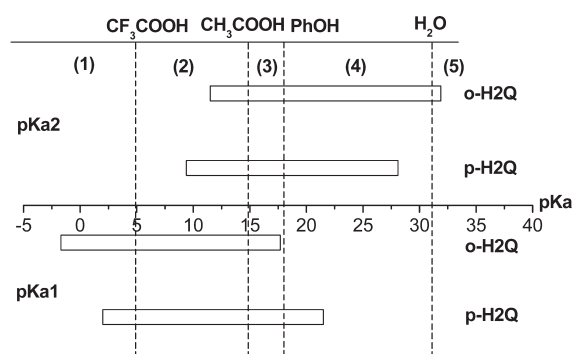 CF3COOH CH3COOH PhOH H2O
(1) (2) (3) (4) (5)
o-H2Q
pKa2
p-H2Q
pKa
-5 0 5 10 15 20 25 30 35 40
o-H2Q
pKa1
p-H2Q